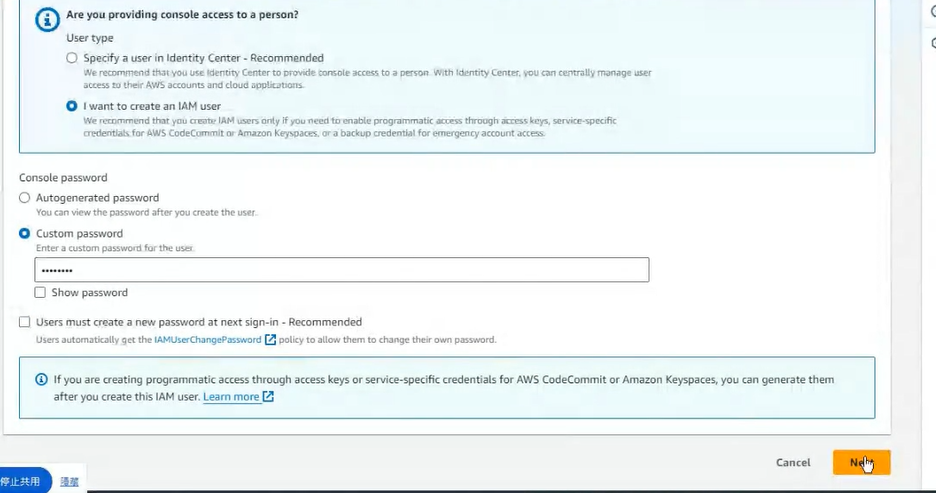 Are you providing console access to a person?
User type
Specify a user in Identity Center - Recommended
We recommend that you use Identity Center to provide console access to a person. With Identity Center, you can centrally manage user
access to their AWS accounts and cloud applications.
I want to create an IAM user
We recommend that you create IAM users only if you need to enable programmatic access through access keys, service-specific
credentials for AWS CodeCommit or Amazon Keyspaces, or a backup credential for emergency account access.
Console password
Autogenerated password
You can view the password after you create the user.
Custom password
Enter a custom password for the user.
••••••••
Show password
Users must create a new password at next sign-in - Recommended
Users automatically get the IAMUserChangePassword policy to allow them to change their own password.
If you are creating programmatic access through access keys or service-specific credentials for AWS CodeCommit or Amazon Keyspaces, you can generate them
after you create this IAM user. Learn more
Cancel
Next
停止共用
隱藏